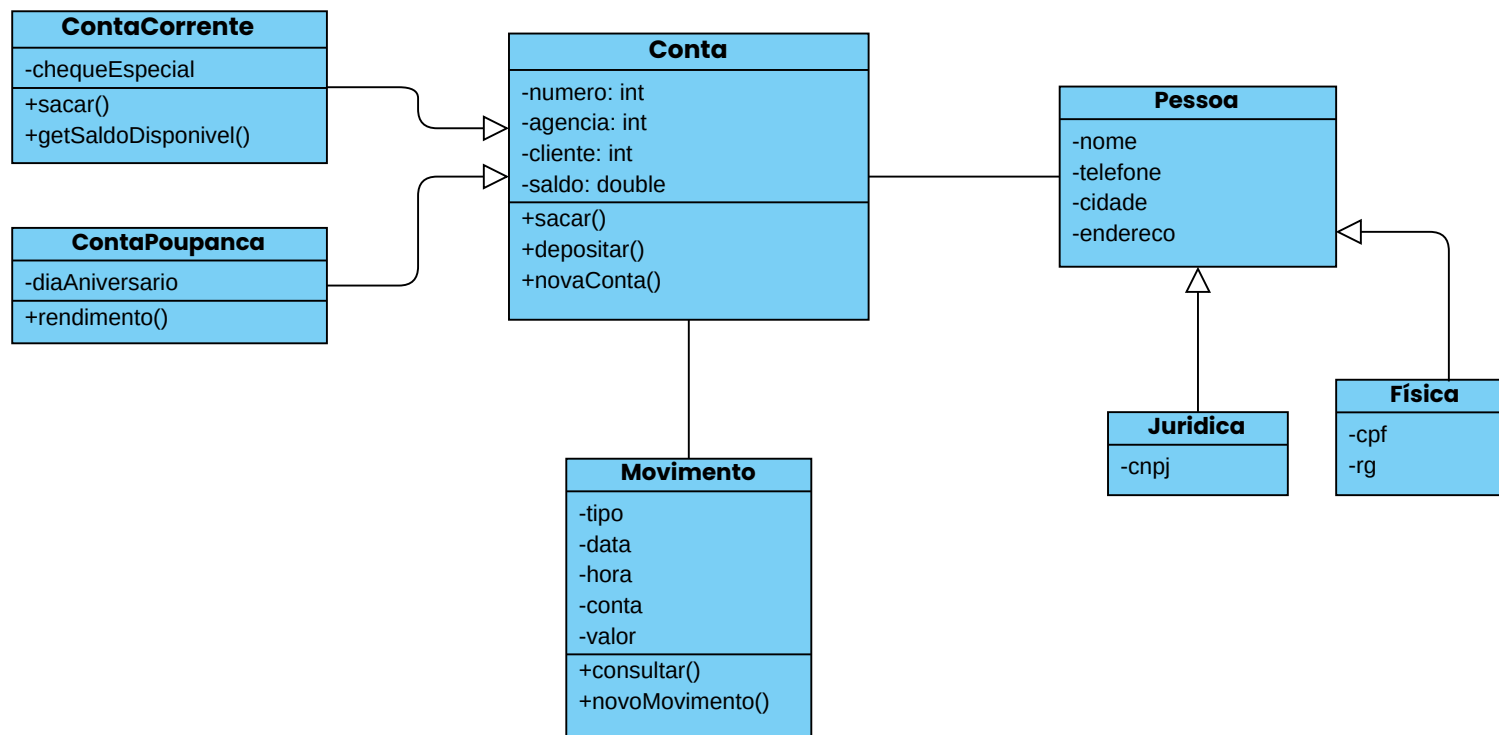 ContaCorrente
-chequeEspecial
+sacar()
+getSaldoDisponivel()
ContaPoupanca
-diaAniversario
+rendimento()
Conta
-numero: int
-agencia: int
-cliente: int
-saldo: double
+sacar()
+depositar()
+novaConta()
Pessoa
-nome
-telefone
-cidade
-endereco
Juridica
-cnpj
Física
-cpf
-rg
Movimento
-tipo
-data
-hora
-conta
-valor
+consultar()
+novoMovimento()